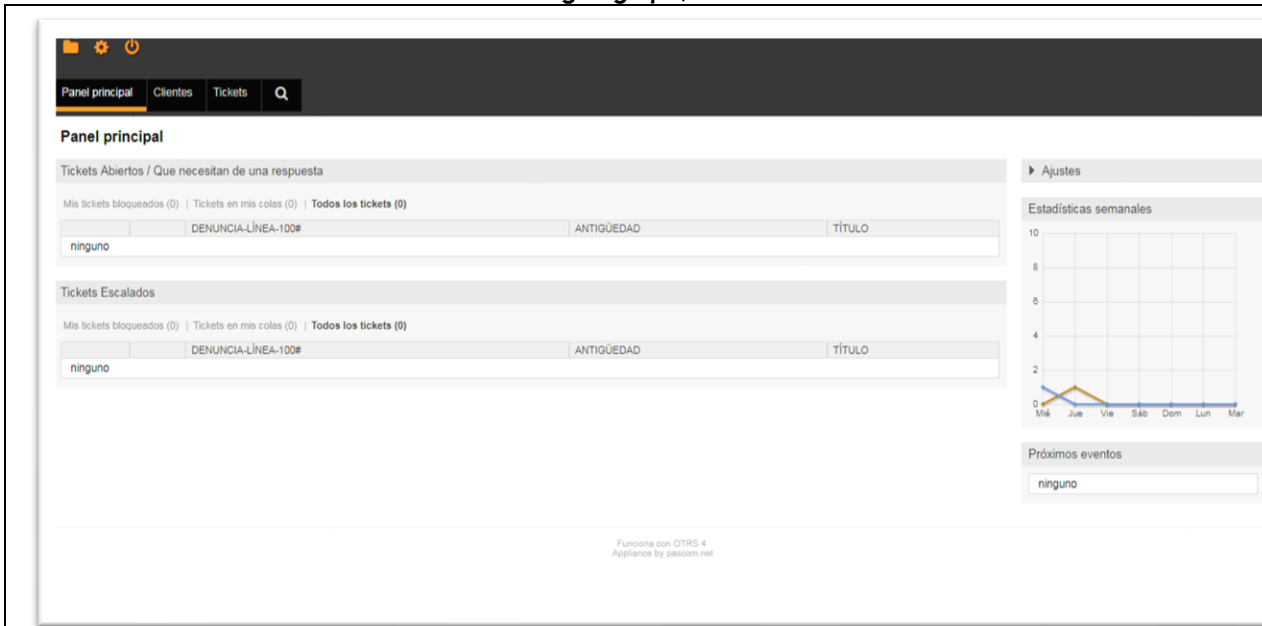 Panel principal Clientes Tickets
Panel principal
Tickets Abiertos / Que necesitan de una respuesta
Mis tickets bloqueados (0) | Tickets en mis colas (0) | Todos los tickets (0)
DENUNCIA-LÍNEA-100# ANTIGÜEDAD TÍTULO
ninguno
Tickets Escalados
Mis tickets bloqueados (0) | Tickets en mis colas (0) | Todos los tickets (0)
DENUNCIA-LÍNEA-100# ANTIGÜEDAD TÍTULO
ninguno
Ajustes
Estadísticas semanales
10
8
6
4
2
0
Mié Jue Vie Sáb Dom Lun Mar
Próximos eventos
ninguno
Funciona con OTRS 4
Appliance by pascom.net